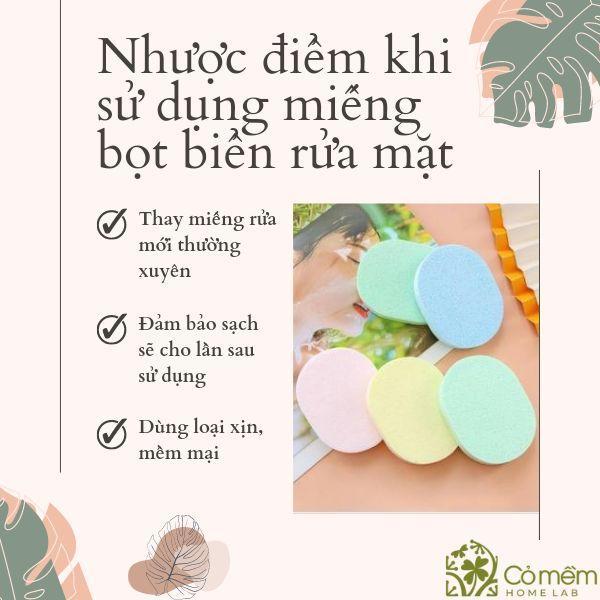 Nhược điểm khi
sử dụng miếng
bọt biển rửa mặt
Thay miếng rửa
mới thường
xuyên
Đảm bảo sạch
sẽ cho lần sau
sử dụng
Dùng loại xịn,
mềm mại
Cỏ mềm
HOME LAB